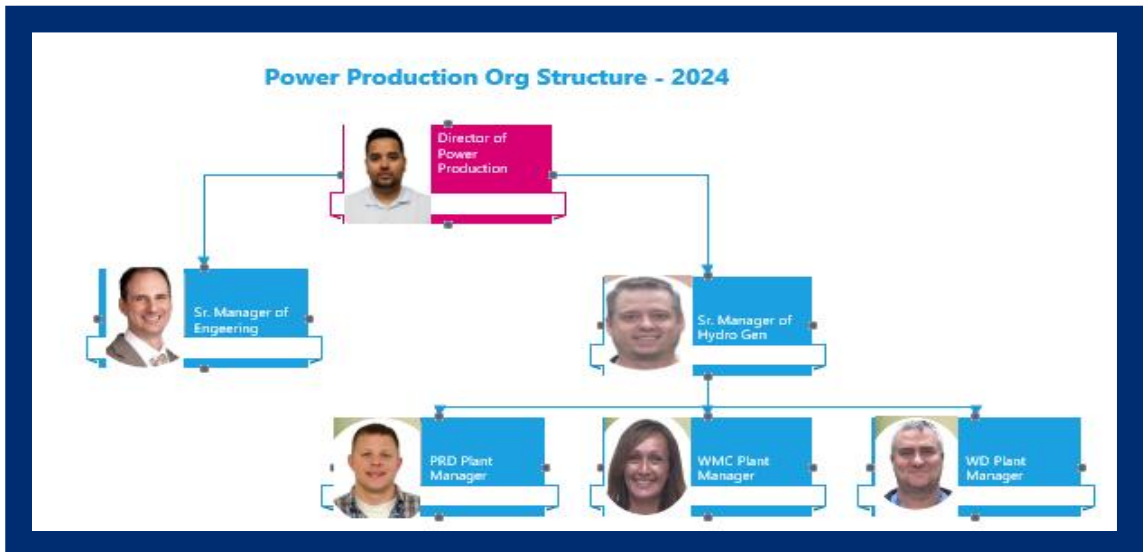 Power Production Org Structure - 2024
Director of
Power
Production
Sr. Manager of
Engeering
Sr. Manager of
Hydro Gen
PRD Plant
Manager
WMC Plant
Manager
WD Plant
Manager